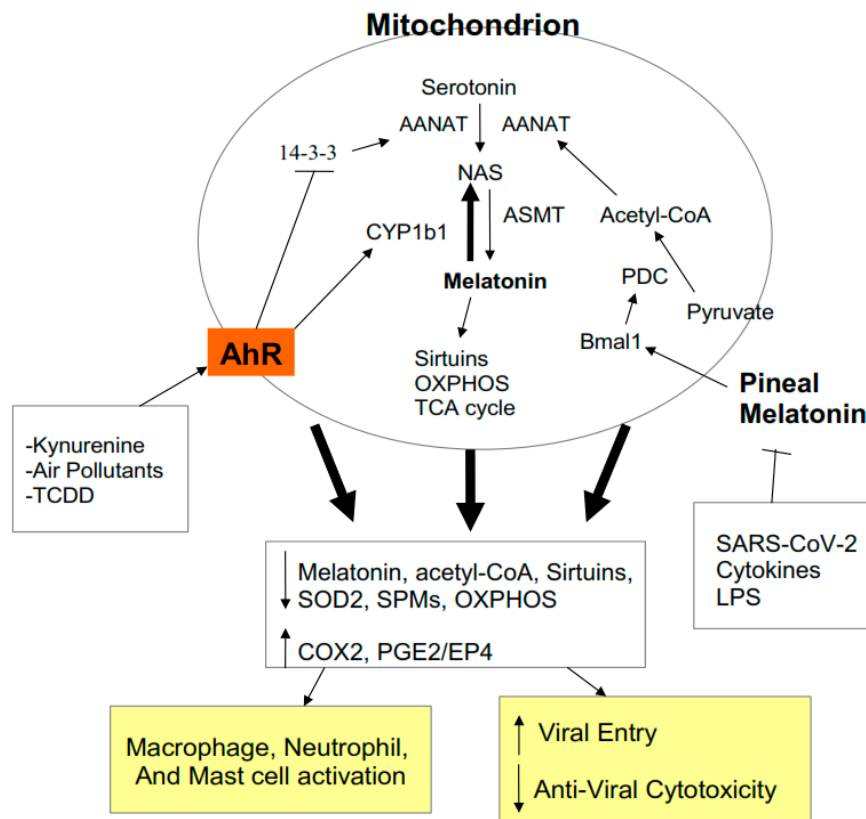 Mitochondrion
Serotonin
AANAT
AANAT
14-3-3
NAS
ASMT
Acetyl-CoA
CYP1b1
Melatonin
PDC
Pyruvate
AhR
Bmal1
Sirtuins
OXPHOS
TCA cycle
Pineal
Melatonin
-Kynurenine
-Air Pollutants
-TCDD
SARS-CoV-2
Cytokines
LPS
Melatonin, acetyl-CoA, Sirtuins,
SOD2, SPMs, OXPHOS
COX2, PGE2/EP4
Macrophage, Neutrophil,
And Mast cell activation
Viral Entry
Anti-Viral Cytotoxicity